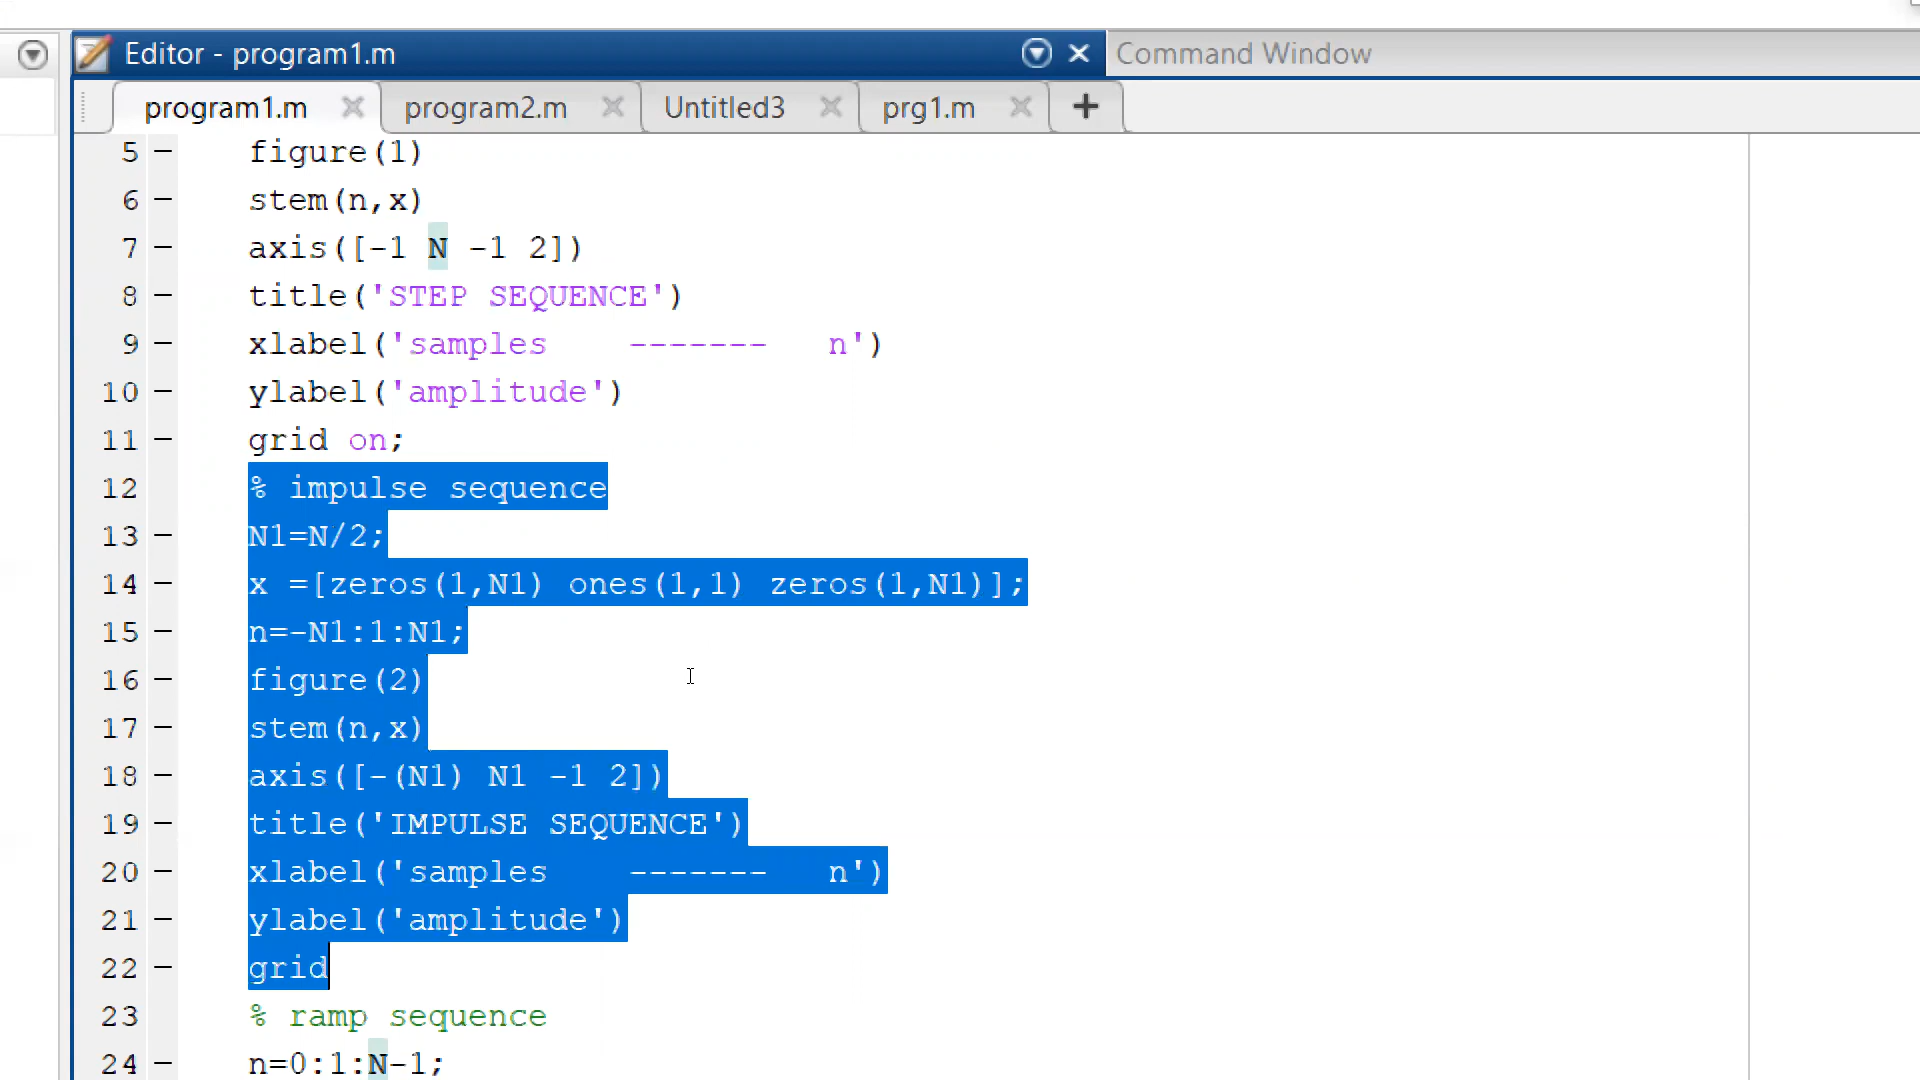 Editor - program1.m
Command Window
program1.m program2.m Untitled3 prg1.m +
5 - figure(1)
6 - stem(n,x)
7 - axis([-1 N -1 2])
8 - title('STEP SEQUENCE')
9 - xlabel('samples    -------   n')
10 - ylabel('amplitude')
11 - grid on;
12 % impulse sequence
13 - N1=N/2;
14 - x =[zeros(1,N1) ones(1,1) zeros(1,N1)];
15 - n=-N1:1:N1;
16 - figure(2)
17 - stem(n,x)
18 - axis([-(N1) N1 -1 2])
19 - title('IMPULSE SEQUENCE')
20 - xlabel('samples    -------   n')
21 - ylabel('amplitude')
22 - grid
23 % ramp sequence
24 - n=0:1:N-1;